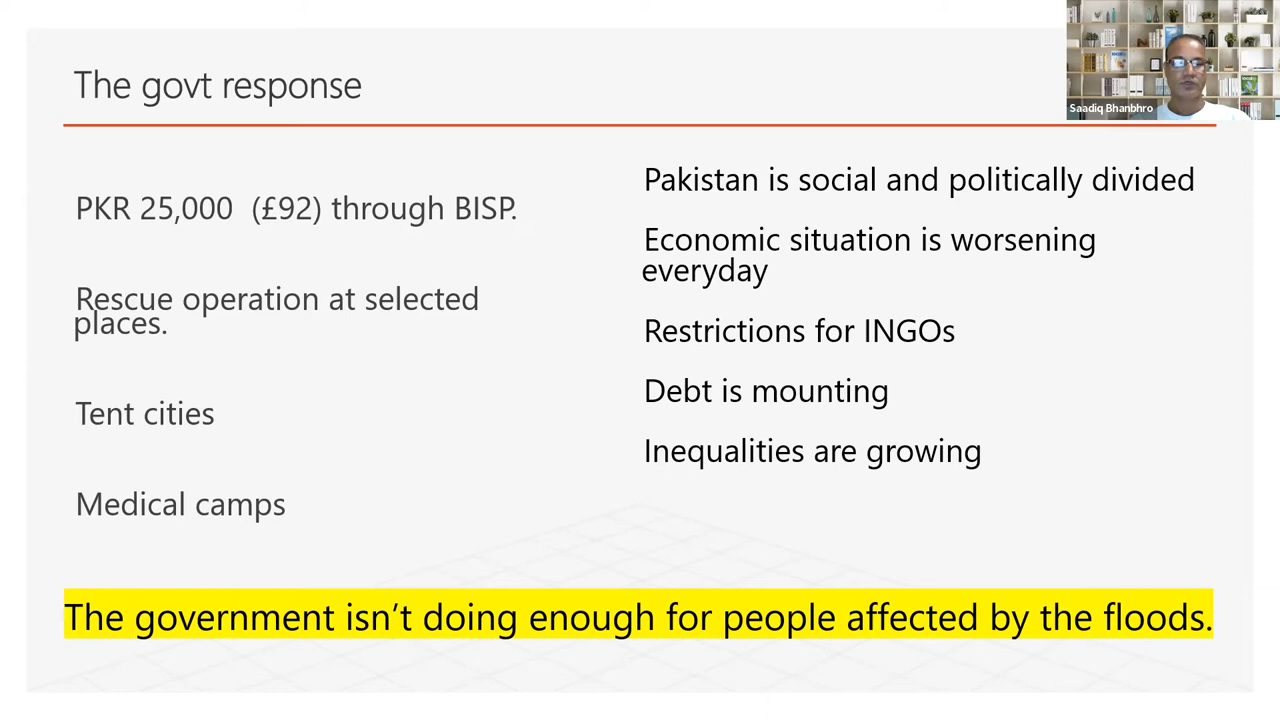 The govt response
Saadiq Bhanbhro
PKR 25,000 (£92) through BISP.
Rescue operation at selected
places.
Tent cities
Medical camps
Pakistan is social and politically divided
Economic situation is worsening
everyday
Restrictions for INGOs
Debt is mounting
Inequalities are growing
The government isn’t doing enough for people affected by the floods.